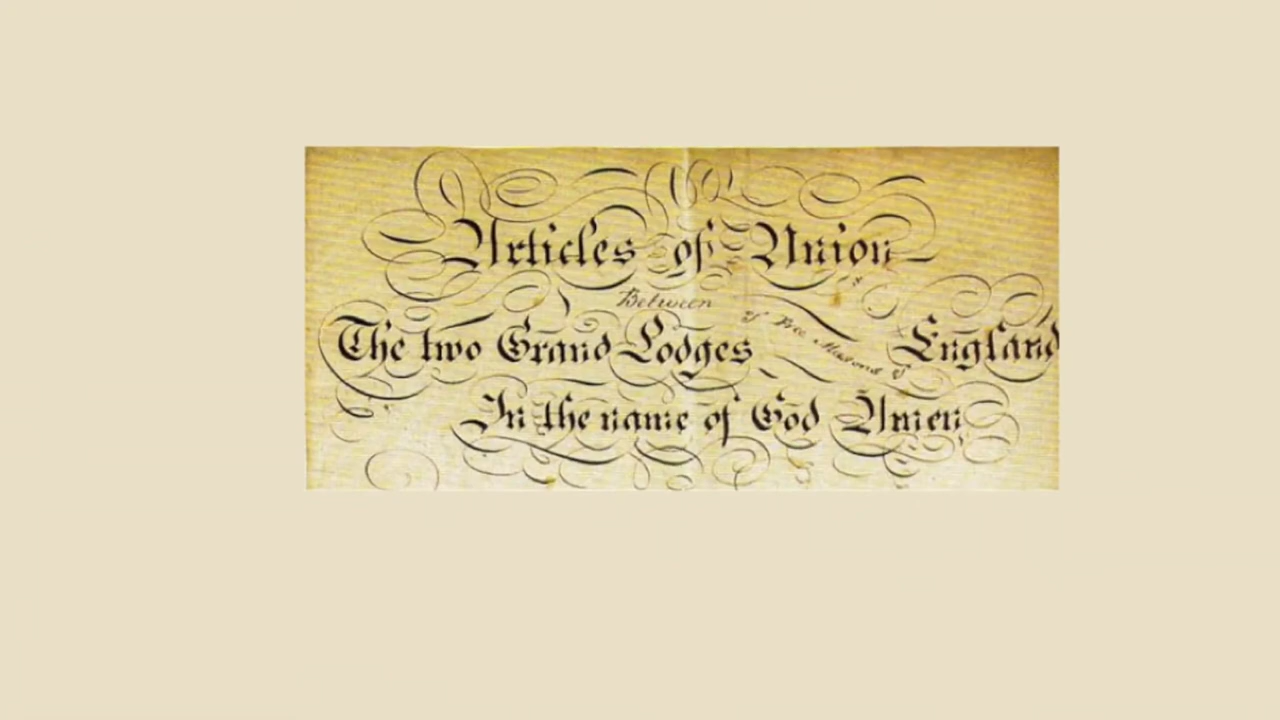 Articles of Union
Between
The two Grand Lodges of Free Masons of England
In the name of God Amen